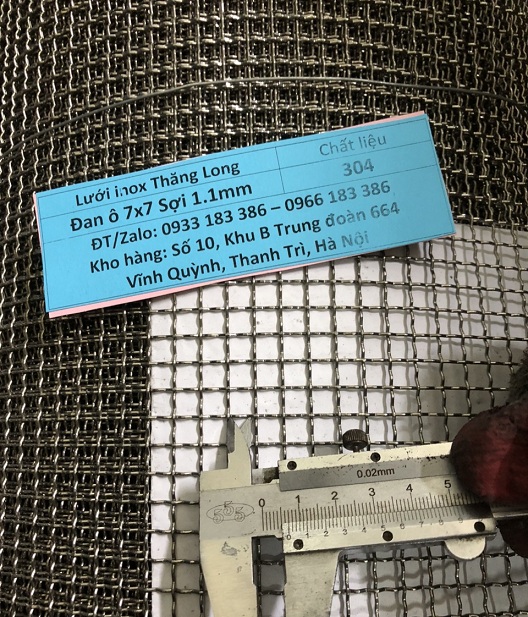 Lưới inox Thăng Long
Chất liệu
Đan ô 7x7 Sợi 1.1mm
304
ĐT/Zalo: 0933 183 386 – 0966 183 386
Kho hàng: Số 10, Khu B Trung đoàn 664
Vĩnh Quỳnh, Thanh Trì, Hà Nội
0.02mm
0 1 2 3 4 5